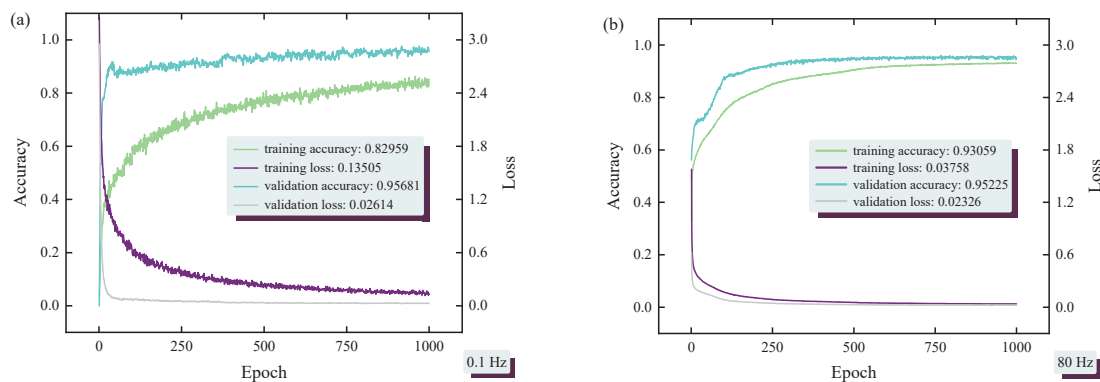 (a)
1.0
0.8
0.6
0.4
0.2
0.0
Accuracy
3.0
2.4
1.8
1.2
0.6
0.0
Loss
training accuracy: 0.82959
training loss: 0.13505
validation accuracy: 0.95681
validation loss: 0.02614
0 250 500 750 1000
Epoch
0.1 Hz
(b)
1.0
0.8
0.6
0.4
0.2
0.0
Accuracy
3.0
2.4
1.8
1.2
0.6
0.0
Loss
training accuracy: 0.93059
training loss: 0.03758
validation accuracy: 0.95225
validation loss: 0.02326
0 250 500 750 1000
Epoch
80 Hz